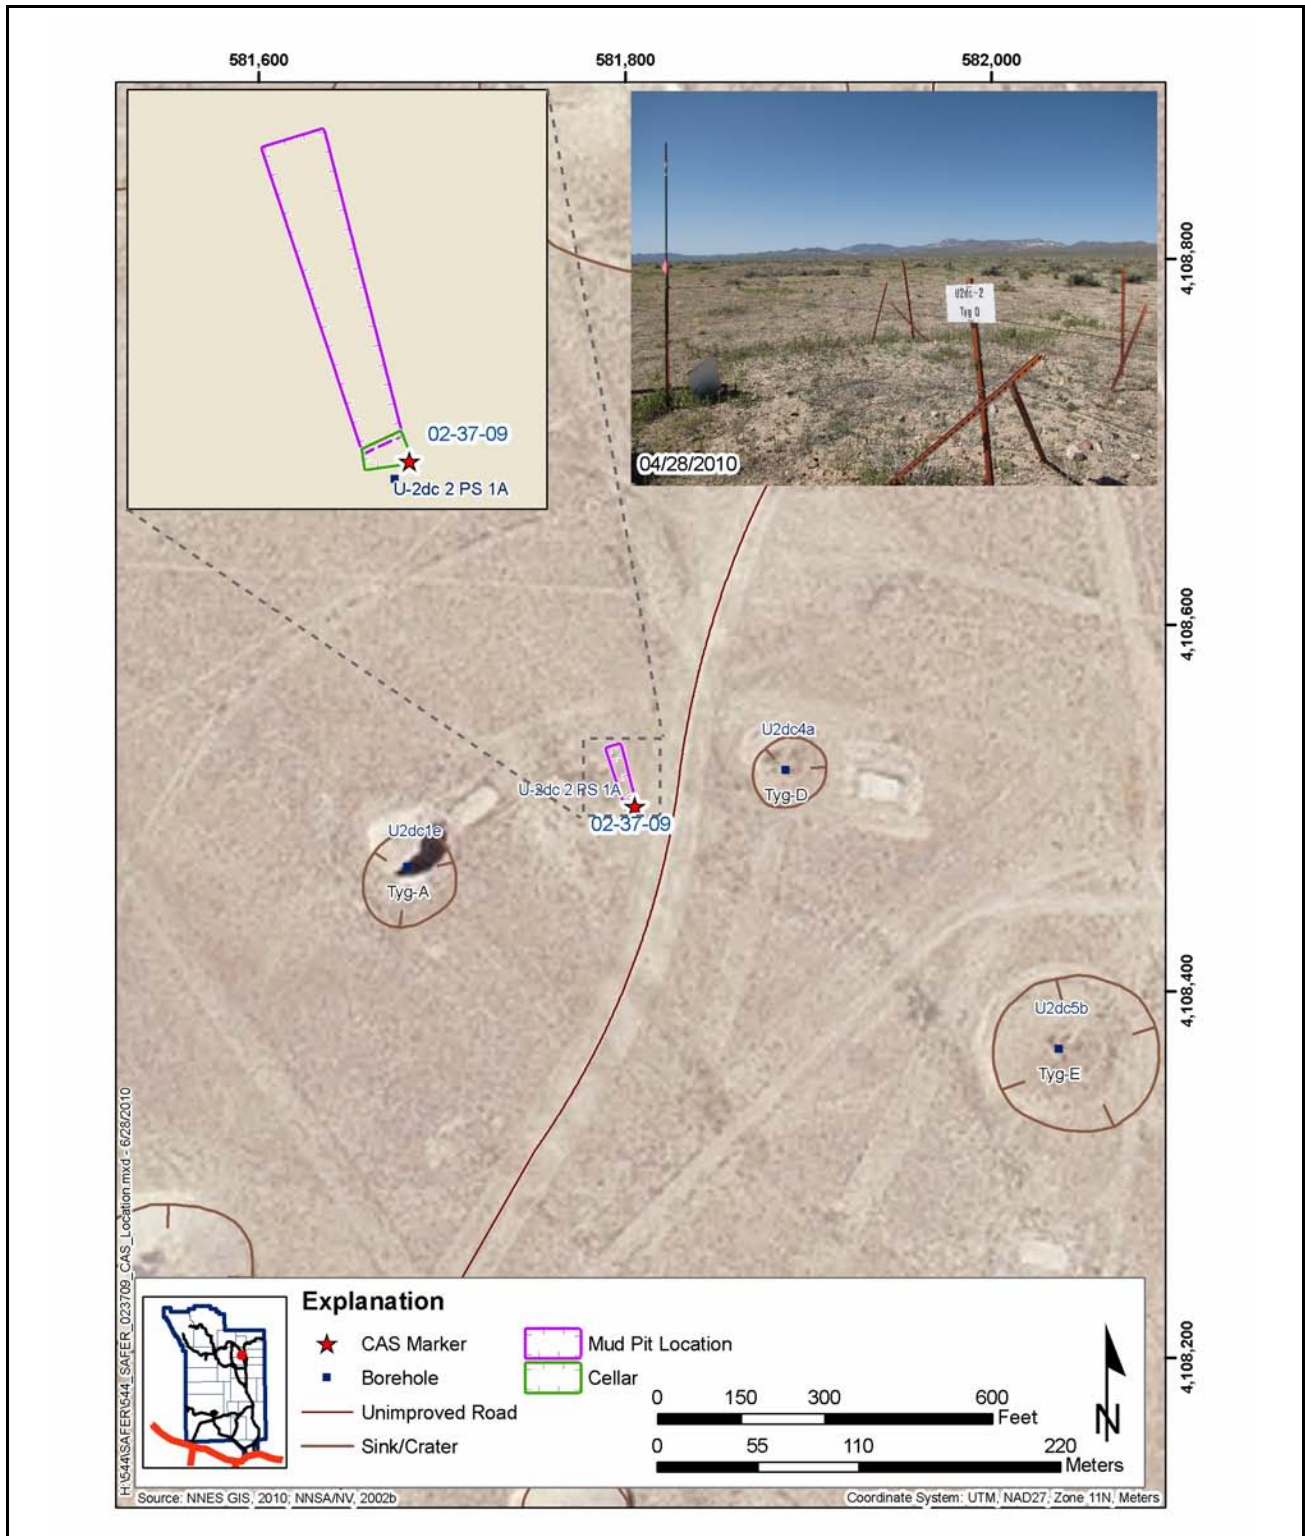 581,600
581,800
582,000
4,108,800
4,108,600
4,108,400
4,108,200
02-37-09
U-2dc 2 PS 1A
U2dc-2
Tyg D
04/28/2010
U2dc4a
Tyg-D
U-2dc 2 PS 1A
02-37-09
U2dc1e
Tyg-A
U2dc5b
Tyg-E
H:\544\SAFER\544_SAFER_023709_CAS_Location.mxd - 6/28/2010
Explanation
CAS Marker
Borehole
Unimproved Road
Sink/Crater
Mud Pit Location
Cellar
0 150 300 600
Feet
0 55 110 220
Meters
N
Source: NNES GIS, 2010; NNSA/NV, 2002b
Coordinate System: UTM, NAD27, Zone 11N, Meters